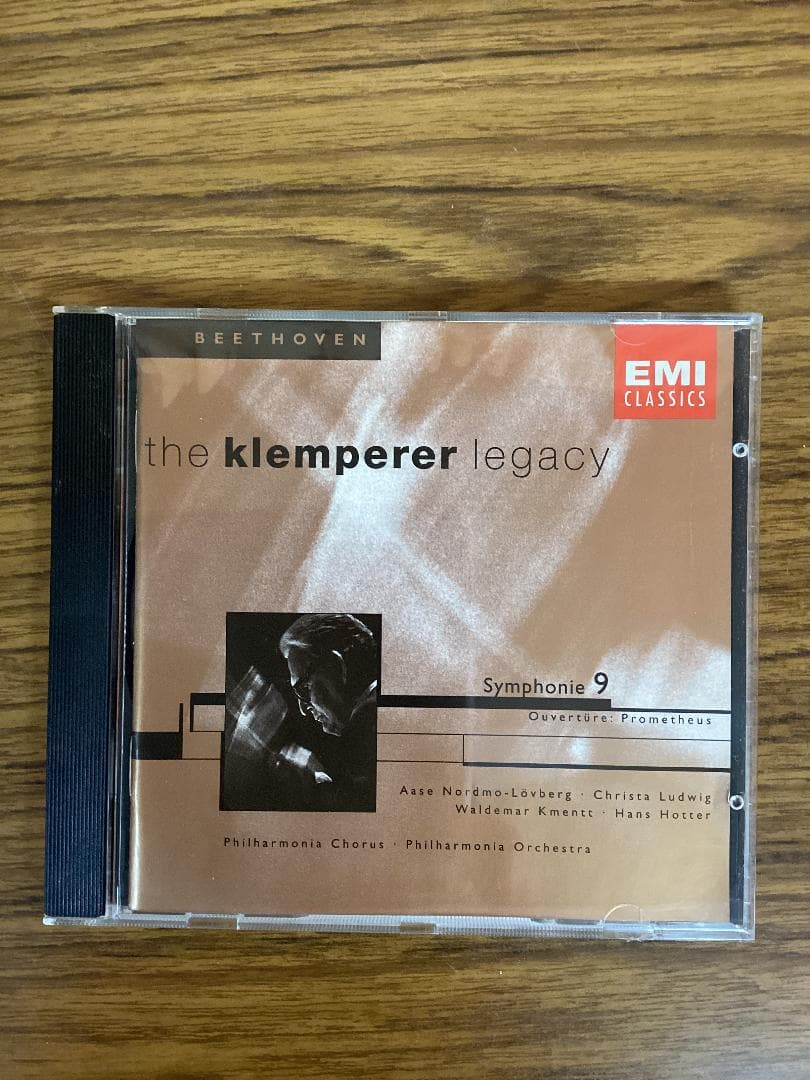 BEETHOVEN
EMI
CLASSICS
the klemperer legacy
Symphonie 9
Ouvertüre: Prometheus
Aase Nordmo-Lövberg · Christa Ludwig
Waldemar Kmentt · Hans Hotter
Philharmonia Chorus · Philharmonia Orchestra